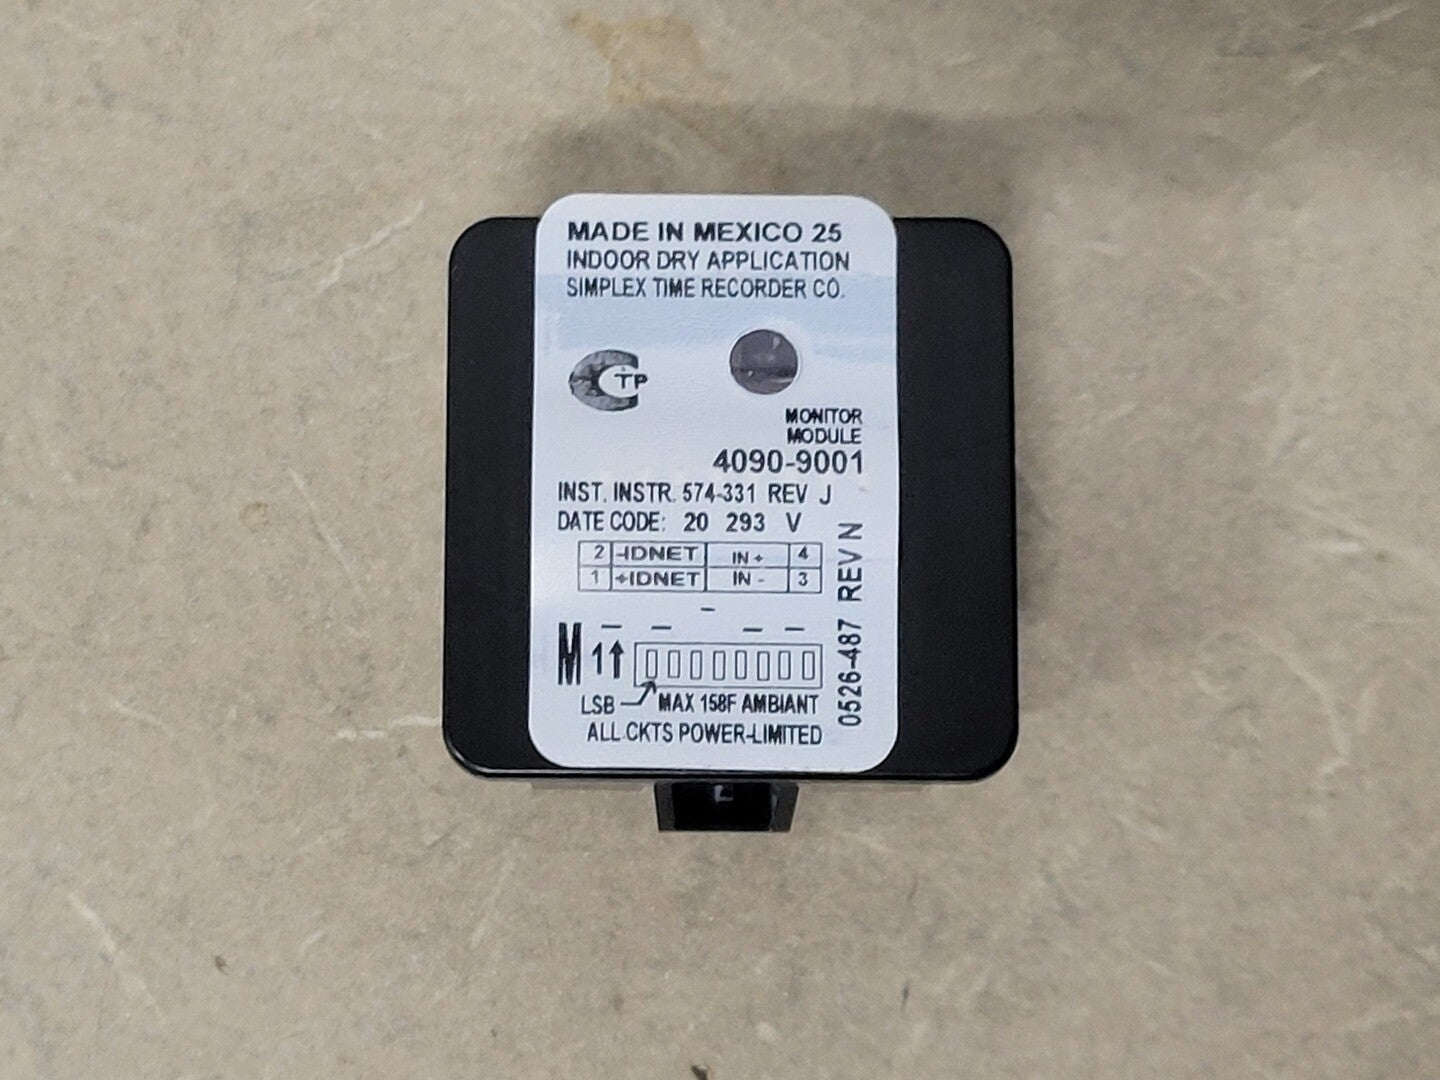 MADE IN MEXICO 25
INDOOR DRY APPLICATION
SIMPLEX TIME RECORDER CO.
TP
MONITOR
MODULE
4090-9001
INST. INSTR. 574-331 REV J
DATE CODE: 20 293 V
2 -IDNET IN + 4
1 +IDNET IN - 3
M 1↑
LSB MAX 158F AMBIANT
ALL CKTS POWER-LIMITED
0526-487 REV N